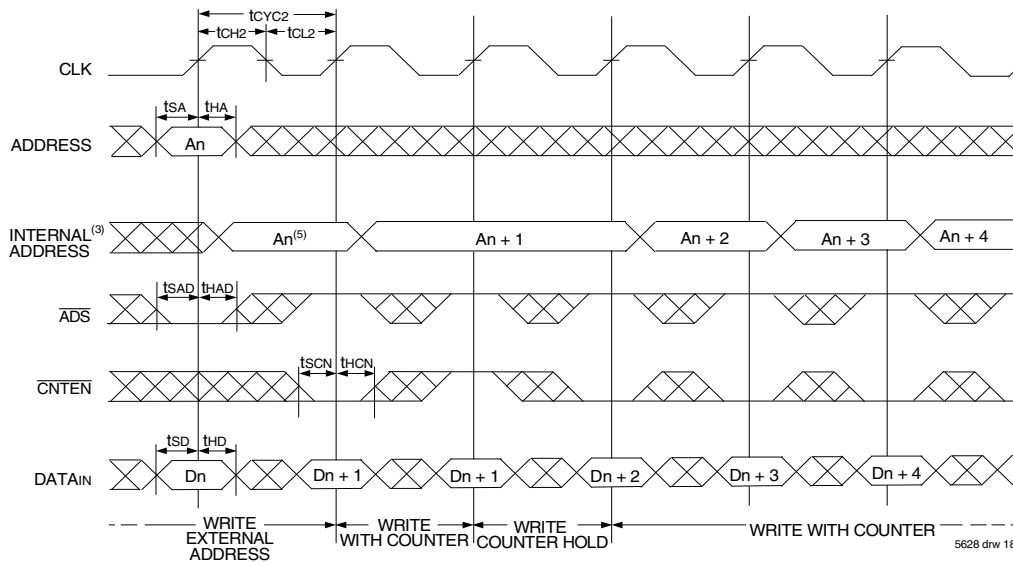 tCYC2
tCH2 tCL2
CLK
tSA tHA
ADDRESS An
INTERNAL(3)
ADDRESS An(5) An + 1 An + 2 An + 3 An + 4
tSAD tHAD
ADS
tSCN tHCN
CNTEN
tSD tHD
DATAIN Dn Dn + 1 Dn + 1 Dn + 2 Dn + 3 Dn + 4
WRITE
EXTERNAL
ADDRESS
WRITE
WITH COUNTER
WRITE
COUNTER HOLD
WRITE WITH COUNTER
5628 drw 18